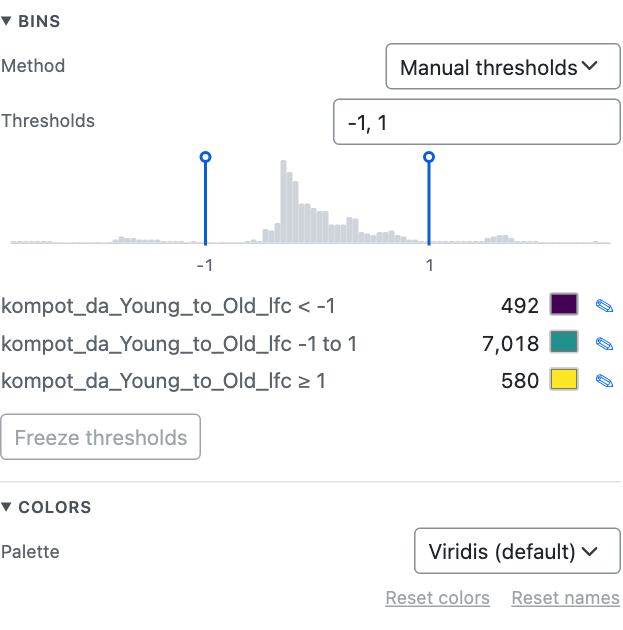 ▼ BINS
Method
Manual thresholds
Thresholds
-1, 1
-1
1
kompot_da_Young_to_Old_lfc < -1
492
kompot_da_Young_to_Old_lfc -1 to 1
7,018
kompot_da_Young_to_Old_lfc ≥ 1
580
Freeze thresholds
▼ COLORS
Palette
Viridis (default)
Reset colors
Reset names